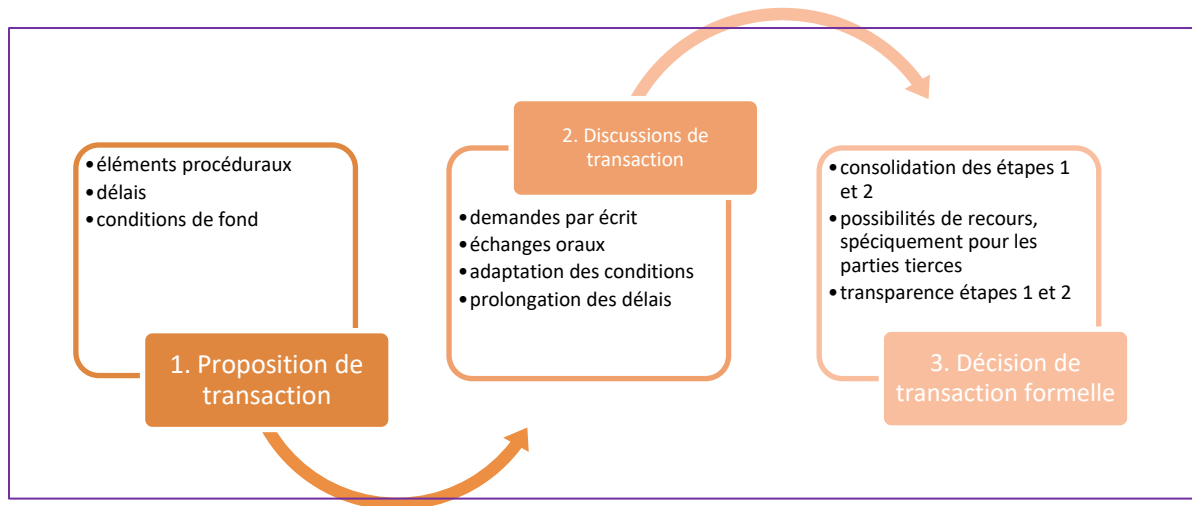 •éléments procéduraux
•délais
•conditions de fond
1. Proposition de
transaction
2. Discussions de
transaction
•demandes par écrit
•échanges oraux
•adaptation des conditions
•prolongation des délais
•consolidation des étapes 1
et 2
•possibilités de recours,
spéciquement pour les
parties tierces
•transparence étapes 1 et 2
3. Décision de
transaction formelle